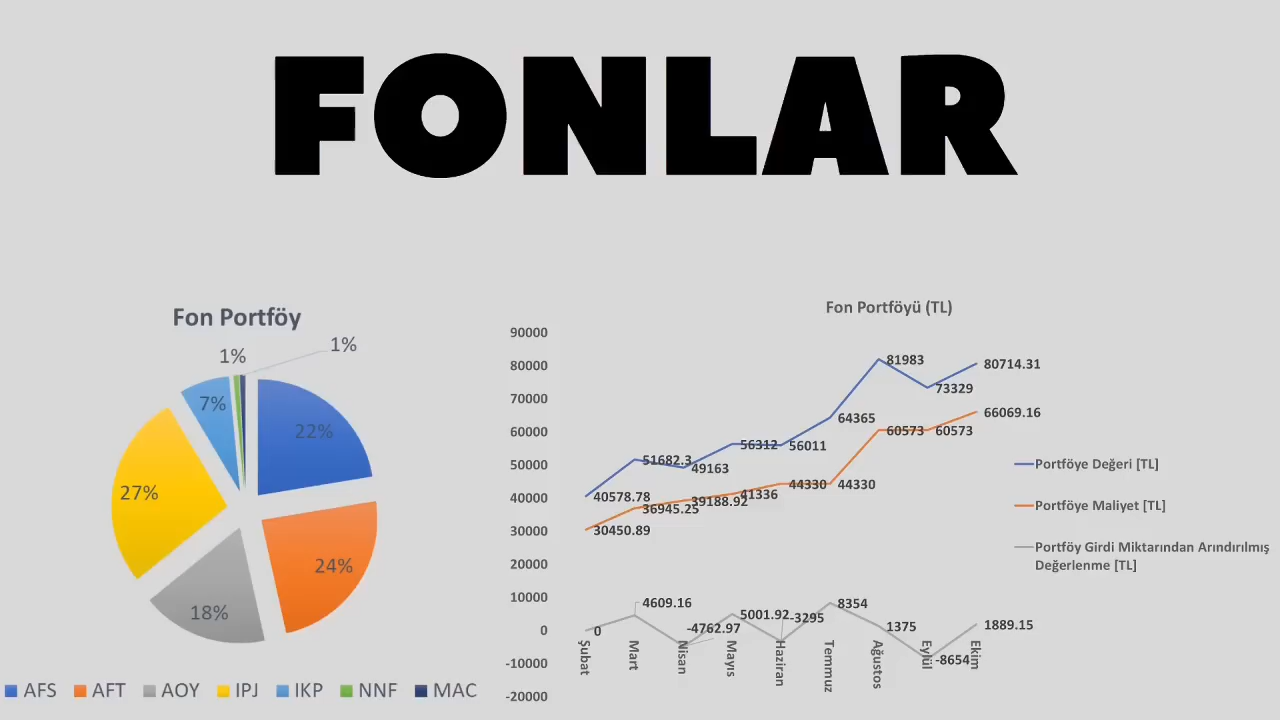 FONLAR
Fon Portföy
1%
1%
7%
22%
27%
24%
18%
AFS AFT AOY IPJ IKP NNF MAC
Fon Portföyü (TL)
90000
80000
70000
60000
50000
40000
30000
20000
10000
0
-10000
-20000
40578.78
51682.3
49163
56312
56011
64365
81983
73329
80714.31
30450.89
36945.25
39188.92
41336
44330
44330
60573
60573
66069.16
0
4609.16
-4762.97
5001.92
-3295
8354
1375
-8654
1889.15
Şubat
Mart
Nisan
Mayıs
Haziran
Temmuz
Ağustos
Eylül
Ekim
Portföye Değeri [TL]
Portföye Maliyet [TL]
Portföy Girdi Miktarından Arındırılmış
Değerlenme [TL]